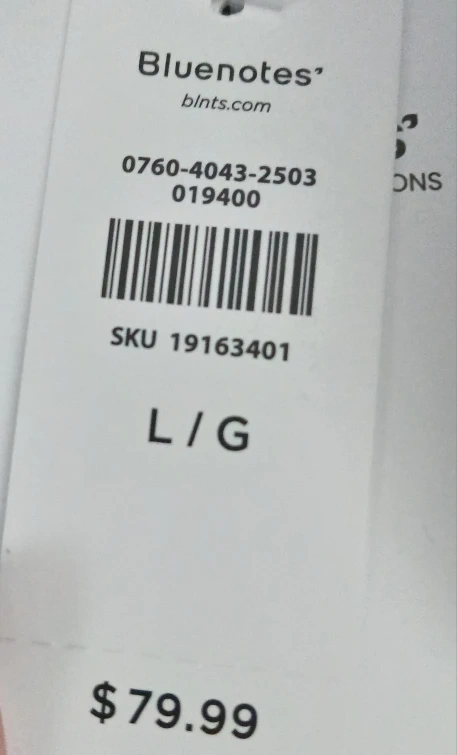 Bluenotes’
blnts.com
0760-4043-2503
019400
SKU 19163401
L / G
$79.99
ONS